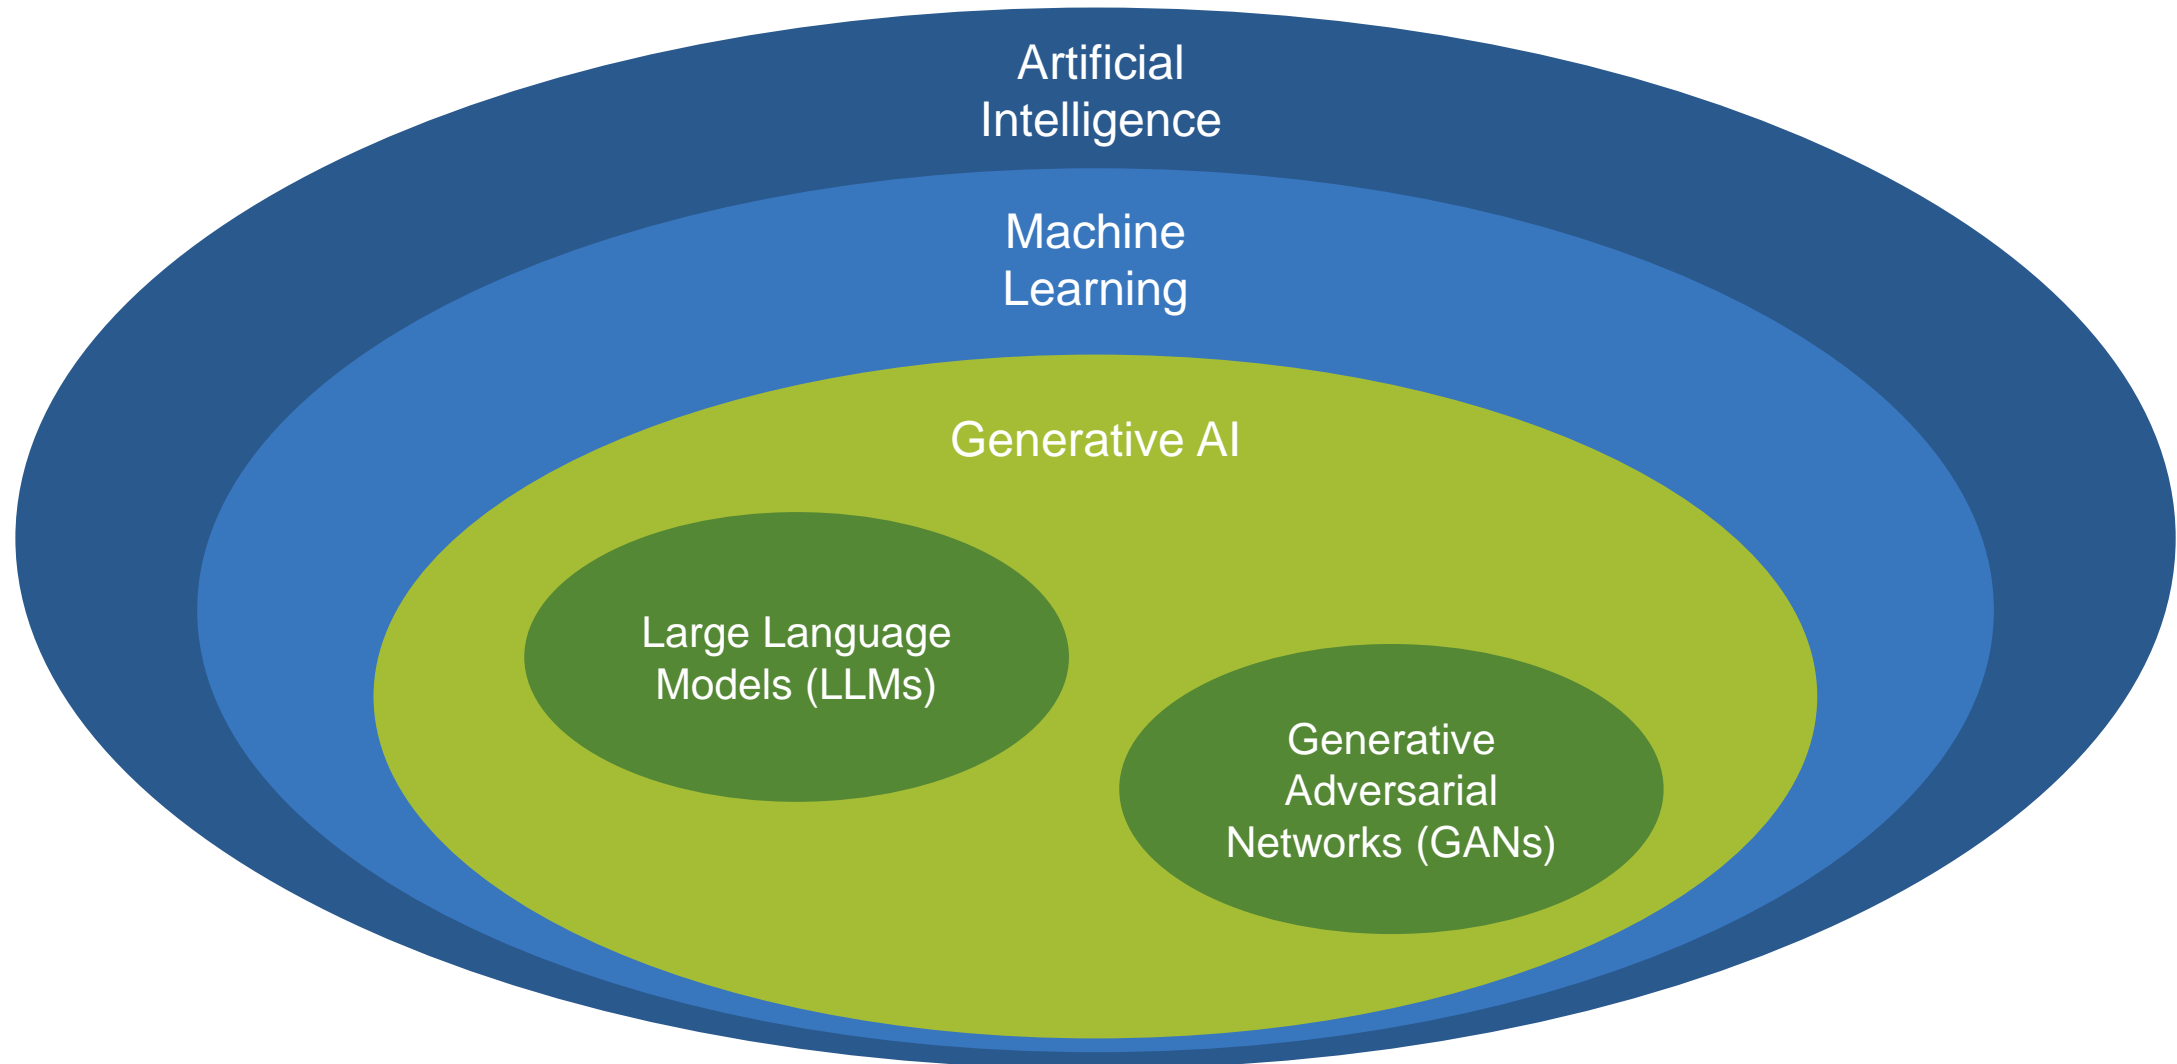 Artificial
Intelligence
Machine
Learning
Generative AI
Large Language
Models (LLMs)
Generative
Adversarial
Networks (GANs)